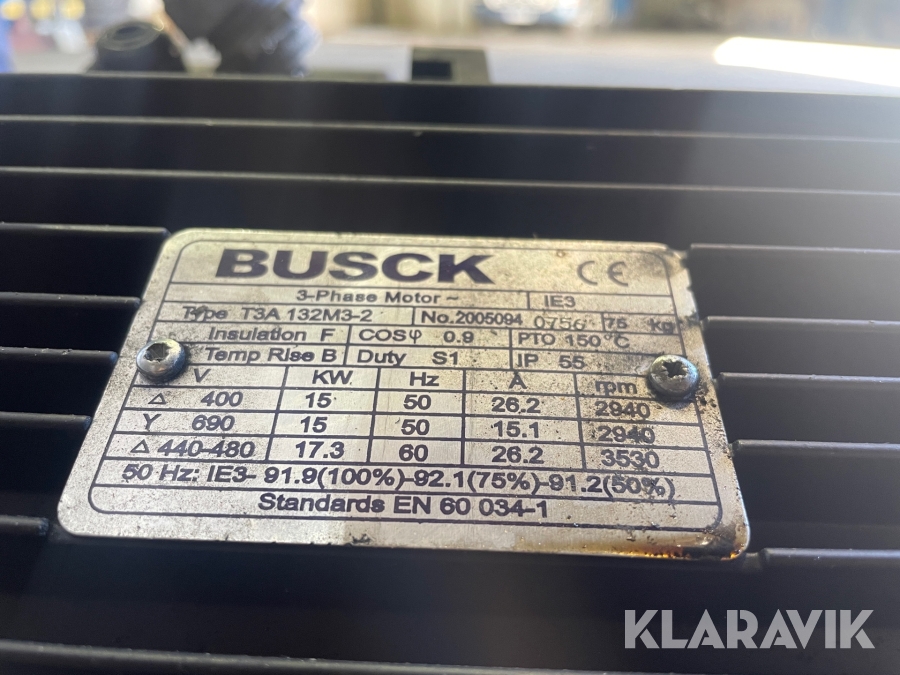 BUSCK CE
3-Phase Motor ~ IE3
Type T3A 132M3-2 No.2005094 0756 75 Kg
Insulation F COSφ 0.9 PTO 150°C
Temp Rise B Duty S1 IP 55
V KW Hz A rpm
Δ 400 15 50 26.2 2940
Y 690 15 50 15.1 2940
Δ 440-480 17.3 60 26.2 3530
50 Hz: IE3- 91.9(100%)-92.1(75%)-91.2(50%)
Standards EN 60 034-1
KLARAVIK